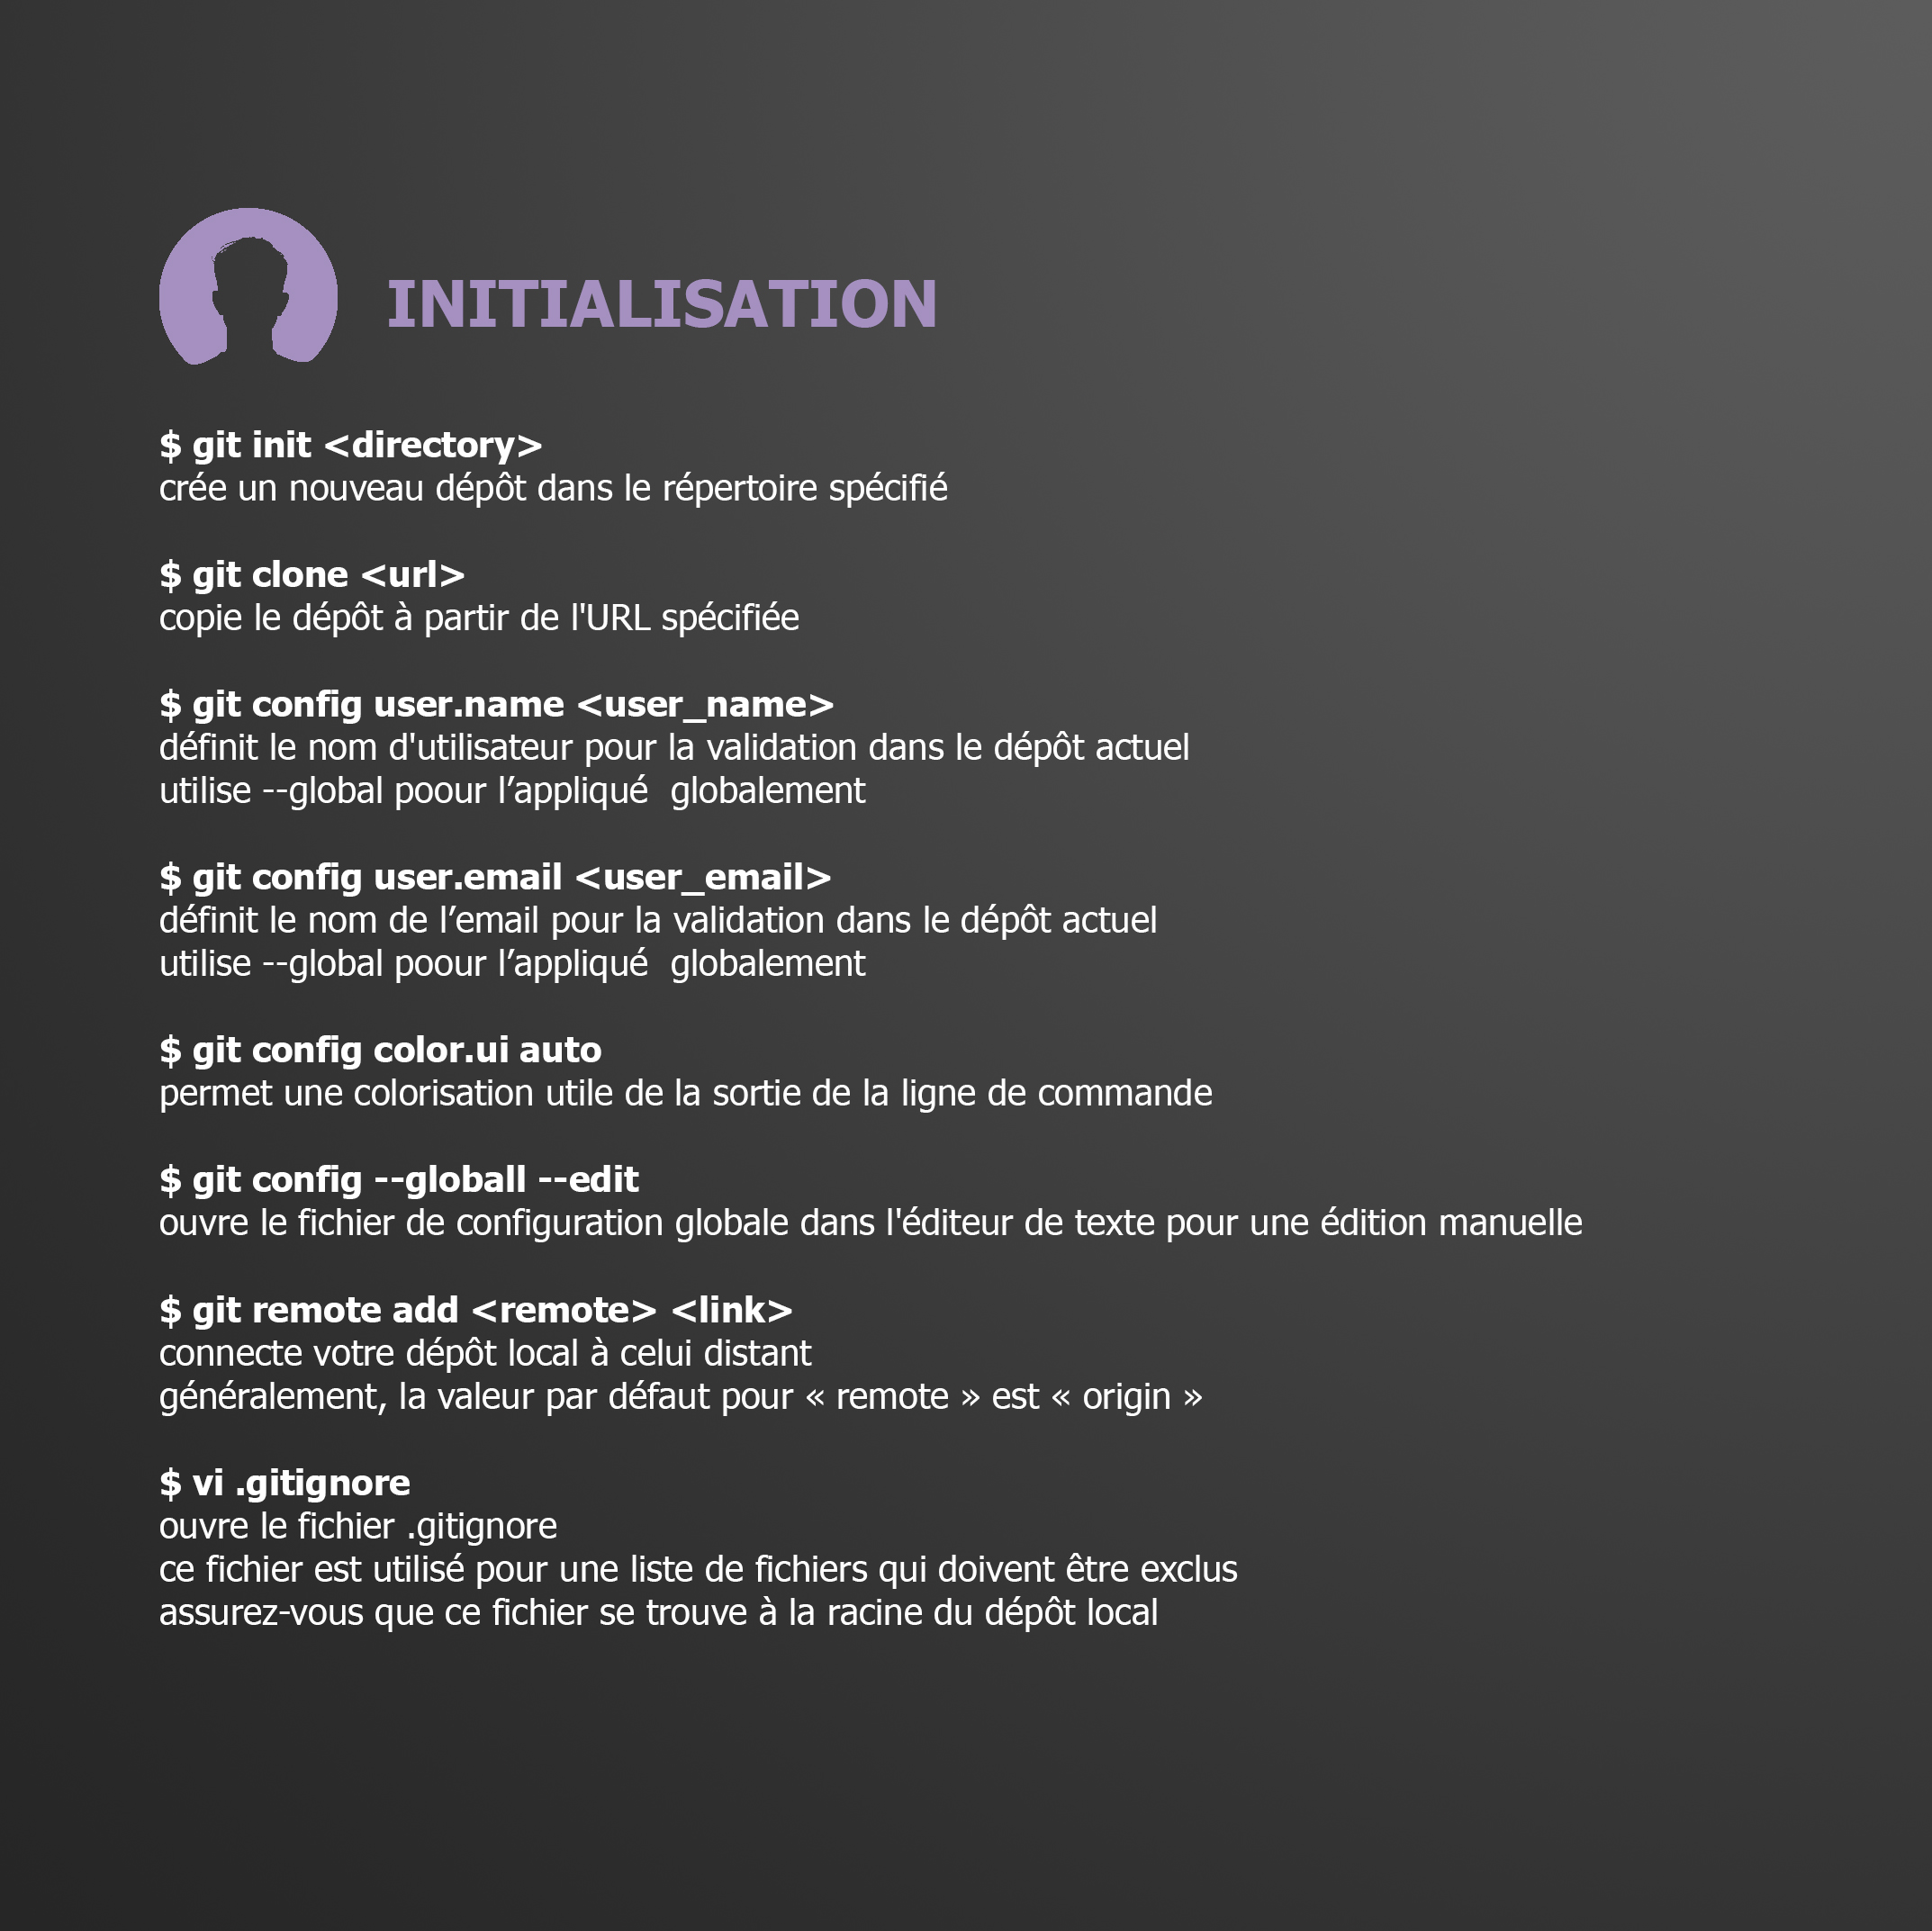 INITIALISATION
$ git init <directory>
crée un nouveau dépôt dans le répertoire spécifié
$ git clone <url>
copie le dépôt à partir de l'URL spécifiée
$ git config user.name <user_name>
définit le nom d'utilisateur pour la validation dans le dépôt actuel
utilise --global poour l’appliqué  globalement
$ git config user.email <user_email>
définit le nom de l’email pour la validation dans le dépôt actuel
utilise --global poour l’appliqué  globalement
$ git config color.ui auto
permet une colorisation utile de la sortie de la ligne de commande
$ git config --globall --edit
ouvre le fichier de configuration globale dans l'éditeur de texte pour une édition manuelle
$ git remote add <remote> <link>
connecte votre dépôt local à celui distant
généralement, la valeur par défaut pour « remote » est « origin »
$ vi .gitignore
ouvre le fichier .gitignore
ce fichier est utilisé pour une liste de fichiers qui doivent être exclus
assurez-vous que ce fichier se trouve à la racine du dépôt local